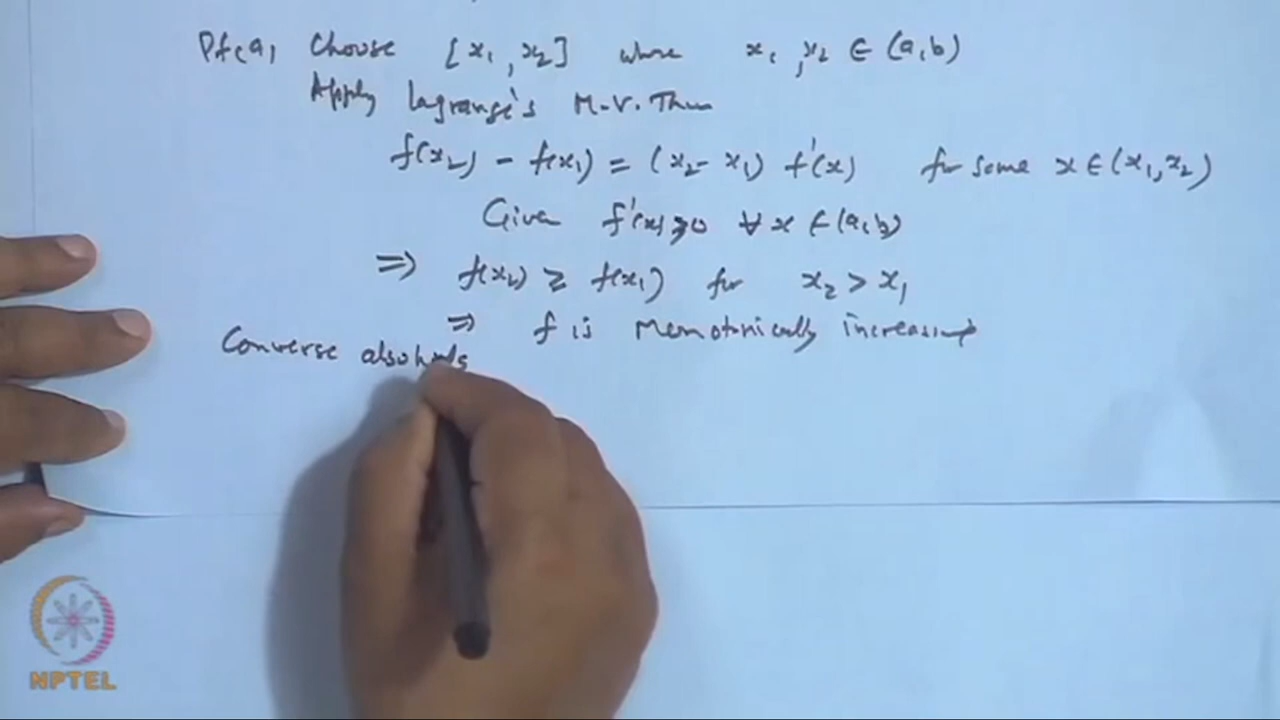 Pf (a) Choose [x₁, x₂] where x₁, x₂ ∈ (a,b)
Apply Lagrange's M.V. Thm
f(x₂) - f(x₁) = (x₂ - x₁) f'(x) for some x ∈ (x₁, x₂)
Given f'(x) ≥ 0 ∀ x ∈ (a,b)
⇒ f(x₂) ≥ f(x₁) for x₂ > x₁
⇒ f is Monotonically increasing
Converse also holds
NPTEL